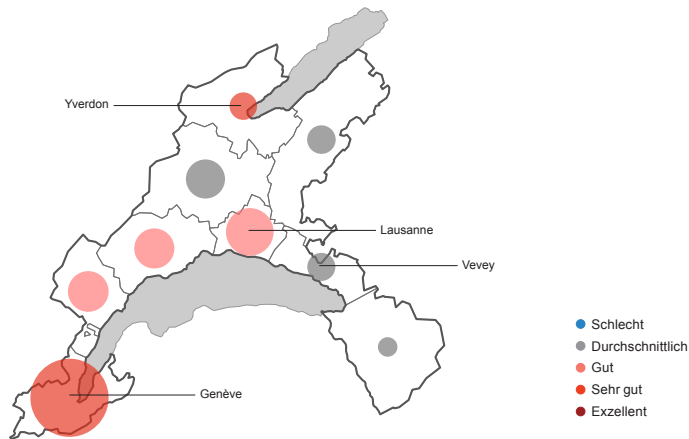 Yverdon
Lausanne
Vevey
Genève
Schlecht
Durchschnittlich
Gut
Sehr gut
Exzellent